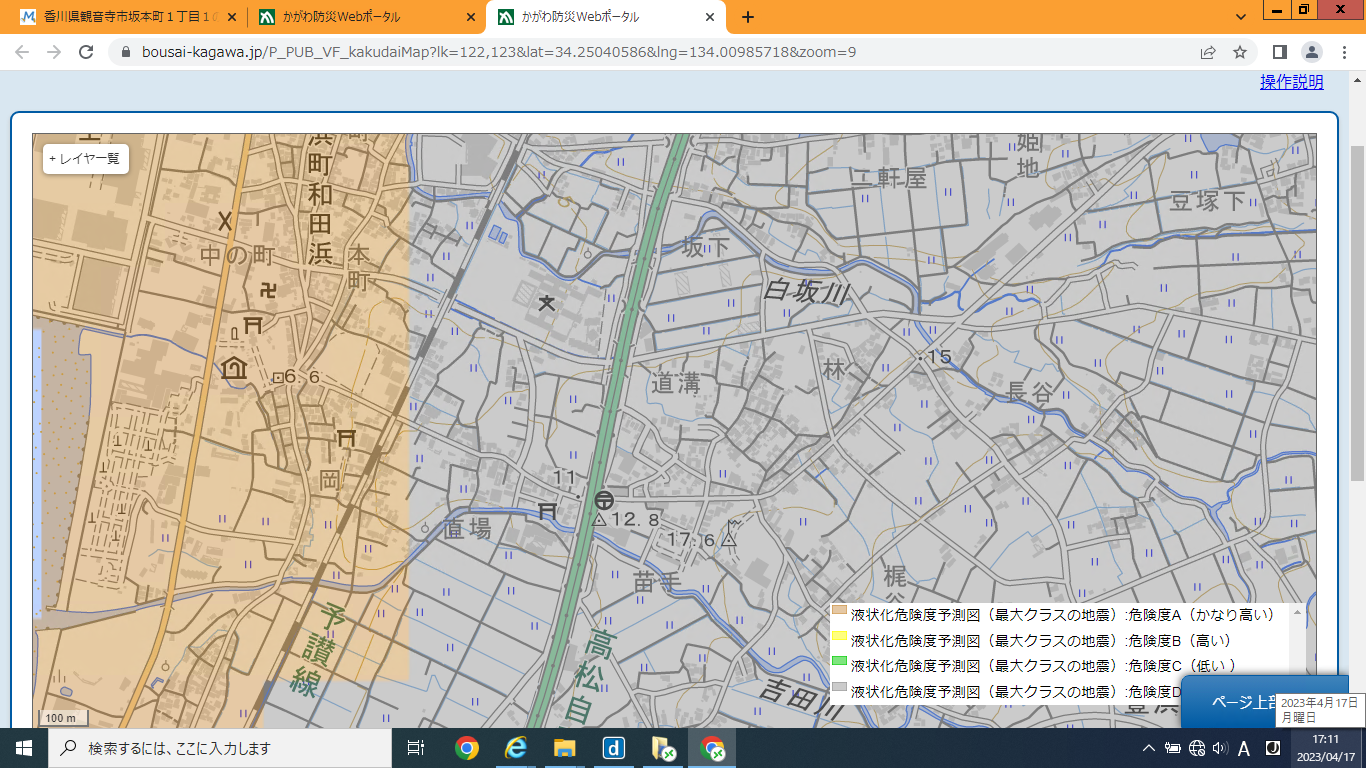 香川県観音寺市坂本町１丁目１の
かがわ防災Webポータル
かがわ防災Webポータル
bousai-kagawa.jp/P_PUB_VF_kakudaiMap?lk=122,123&lat=34.25040586&lng=134.00985718&zoom=9
操作説明
+ レイヤ一覧
浜町和田浜
中の町
本町
坂下
二軒屋
姫地
豆塚下
白坂川
15
林
長谷
道溝
6.6
岡
11
直場
12.8
17.6
苗手
梶谷
予讃線
高松自
吉田川
豊浜
液状化危険度予測図（最大クラスの地震）:危険度A（かなり高い）
液状化危険度予測図（最大クラスの地震）:危険度B（高い）
液状化危険度予測図（最大クラスの地震）:危険度C（低い ）
液状化危険度予測図（最大クラスの地震）:危険度D
ページ上部
100 m
2023年4月17日
月曜日
検索するには、ここに入力します
A
17:11
2023/04/17